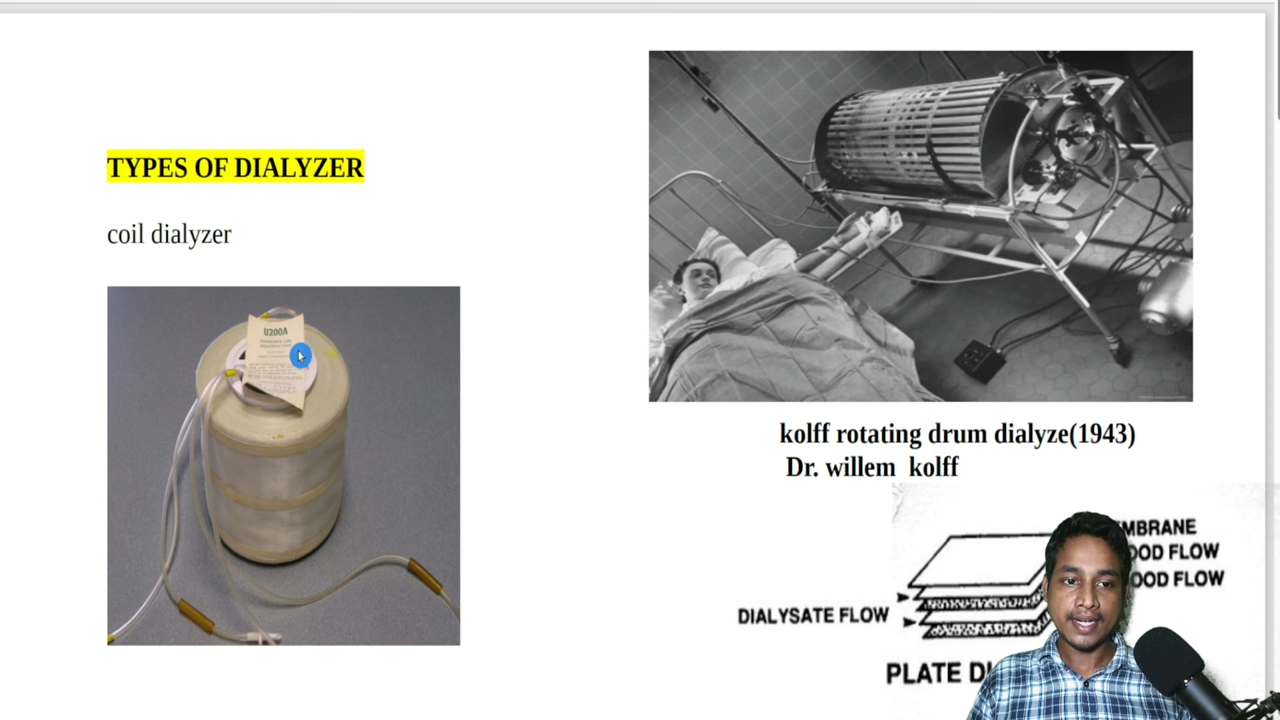 TYPES OF DIALYZER
coil dialyzer
U200A
kolff rotating drum dialyze(1943)
Dr. willem kolff
MBRANE
OOD FLOW
OOD FLOW
DIALYSATE FLOW
PLATE DI